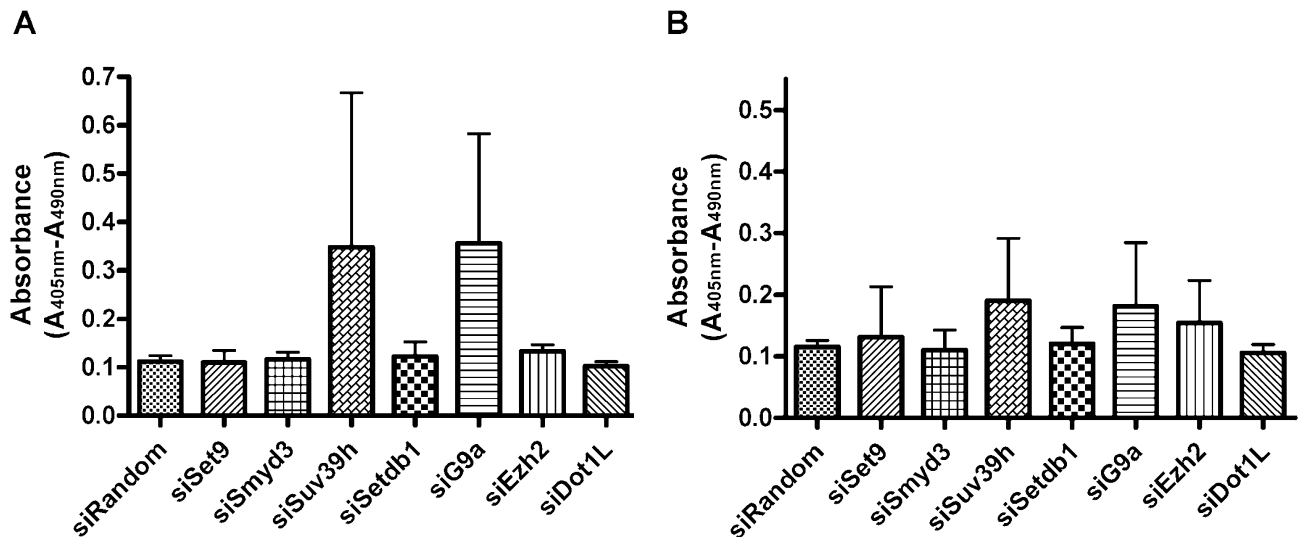 A
Absorbance
(A405nm-A490nm)
0.7
0.6
0.5
0.4
0.3
0.2
0.1
0.0
siRandom
siSet9
siSmyd3
siSuv39h
siSetdb1
siG9a
siEzh2
siDot1L
B
Absorbance
(A405nm-A490nm)
0.5
0.4
0.3
0.2
0.1
0.0
siRandom
siSet9
siSmyd3
siSuv39h
siSetdb1
siG9a
siEzh2
siDot1L